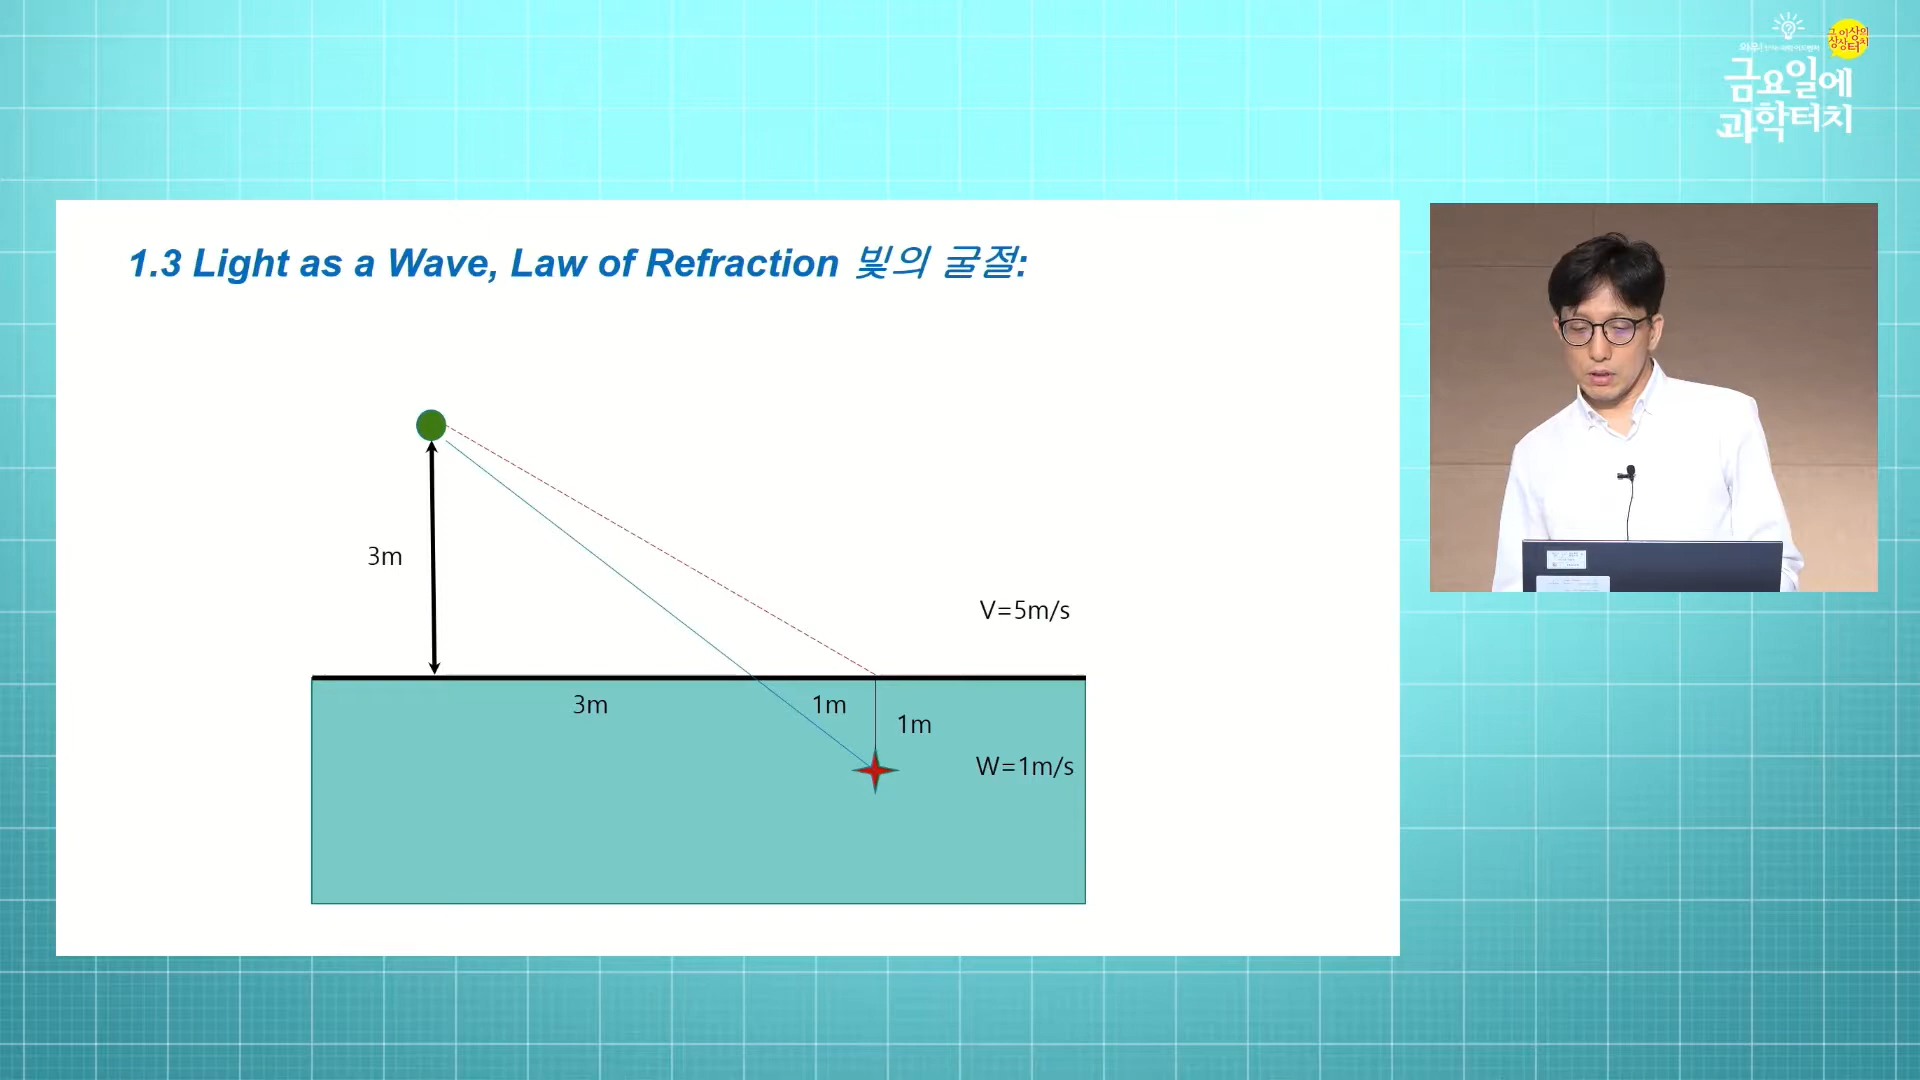 금요일에
과학터치
1.3 Light as a Wave, Law of Refraction 빛의 굴절:
3m
V=5m/s
3m
1m
1m
W=1m/s